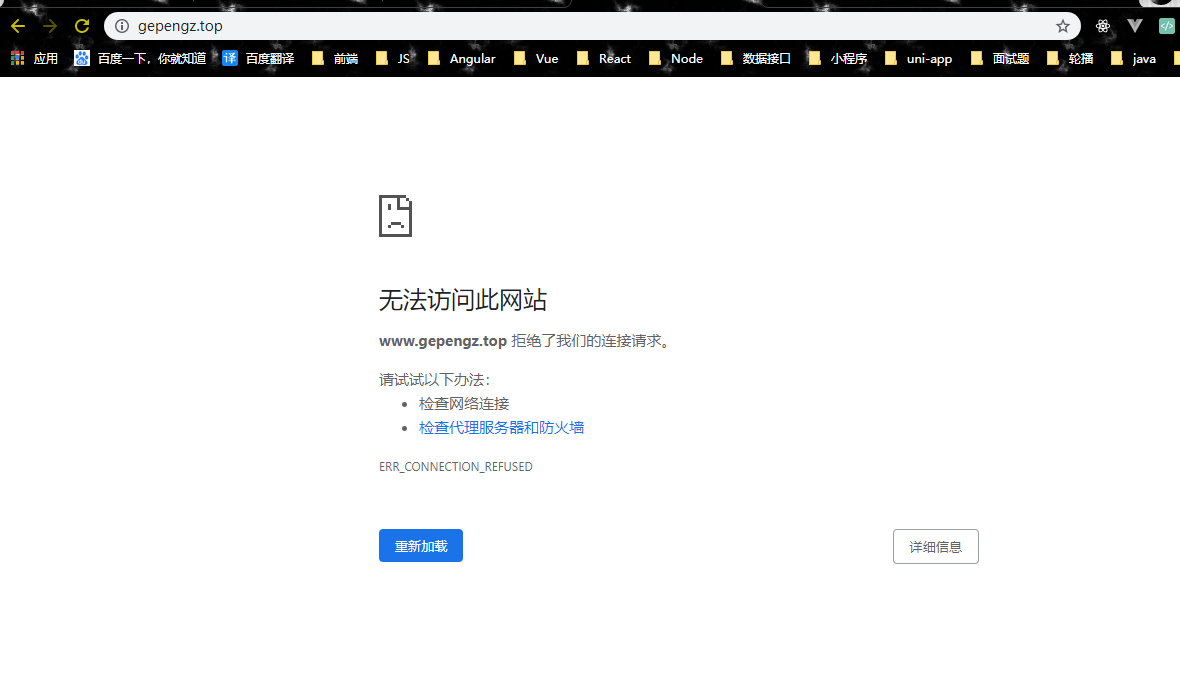 gepengz.top
应用 百度一下，你就知道 译 百度翻译 前端 JS Angular Vue React Node 数据接口 小程序 uni-app 面试题 轮播 java
无法访问此网站
www.gepengz.top 拒绝了我们的连接请求。
请试试以下办法：
检查网络连接
检查代理服务器和防火墙
ERR_CONNECTION_REFUSED
重新加载 详细信息